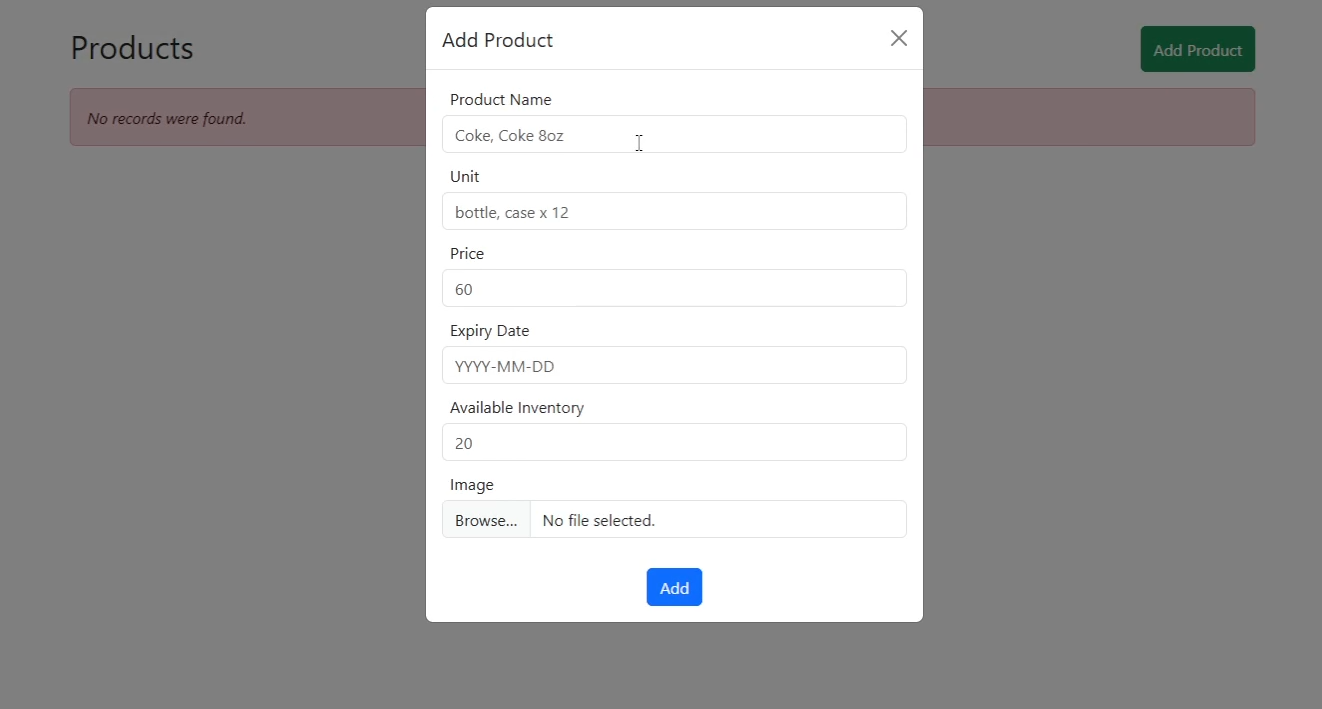 Products
Add Product
No records were found.
Add Product
Product Name
Coke, Coke 8oz
Unit
bottle, case x 12
Price
60
Expiry Date
YYYY-MM-DD
Available Inventory
20
Image
Browse... No file selected.
Add